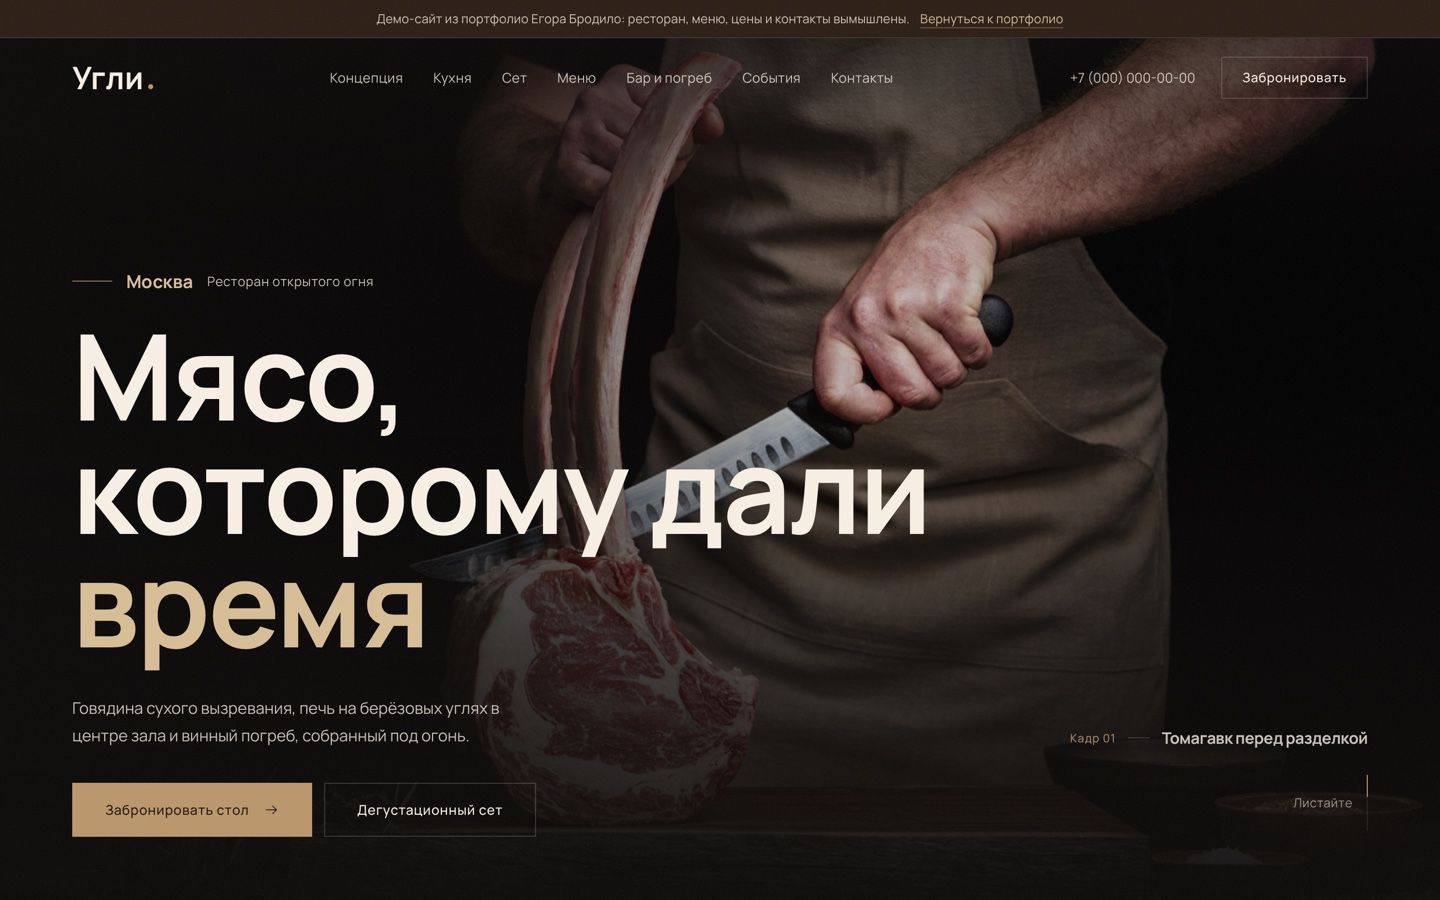 Демо-сайт из портфолио Егора Бродило: ресторан, меню, цены и контакты вымышлены. Вернуться к портфолио
Угли.
Концепция Кухня Сет Меню Бар и погреб События Контакты
+7 (000) 000-00-00
Забронировать
Москва Ресторан открытого огня
Мясо,
которому дали
время
Говядина сухого вызревания, печь на берёзовых углях в
центре зала и винный погреб, собранный под огонь.
Кадр 01 Томагавк перед разделкой
Листайте
Забронировать стол →
Дегустационный сет